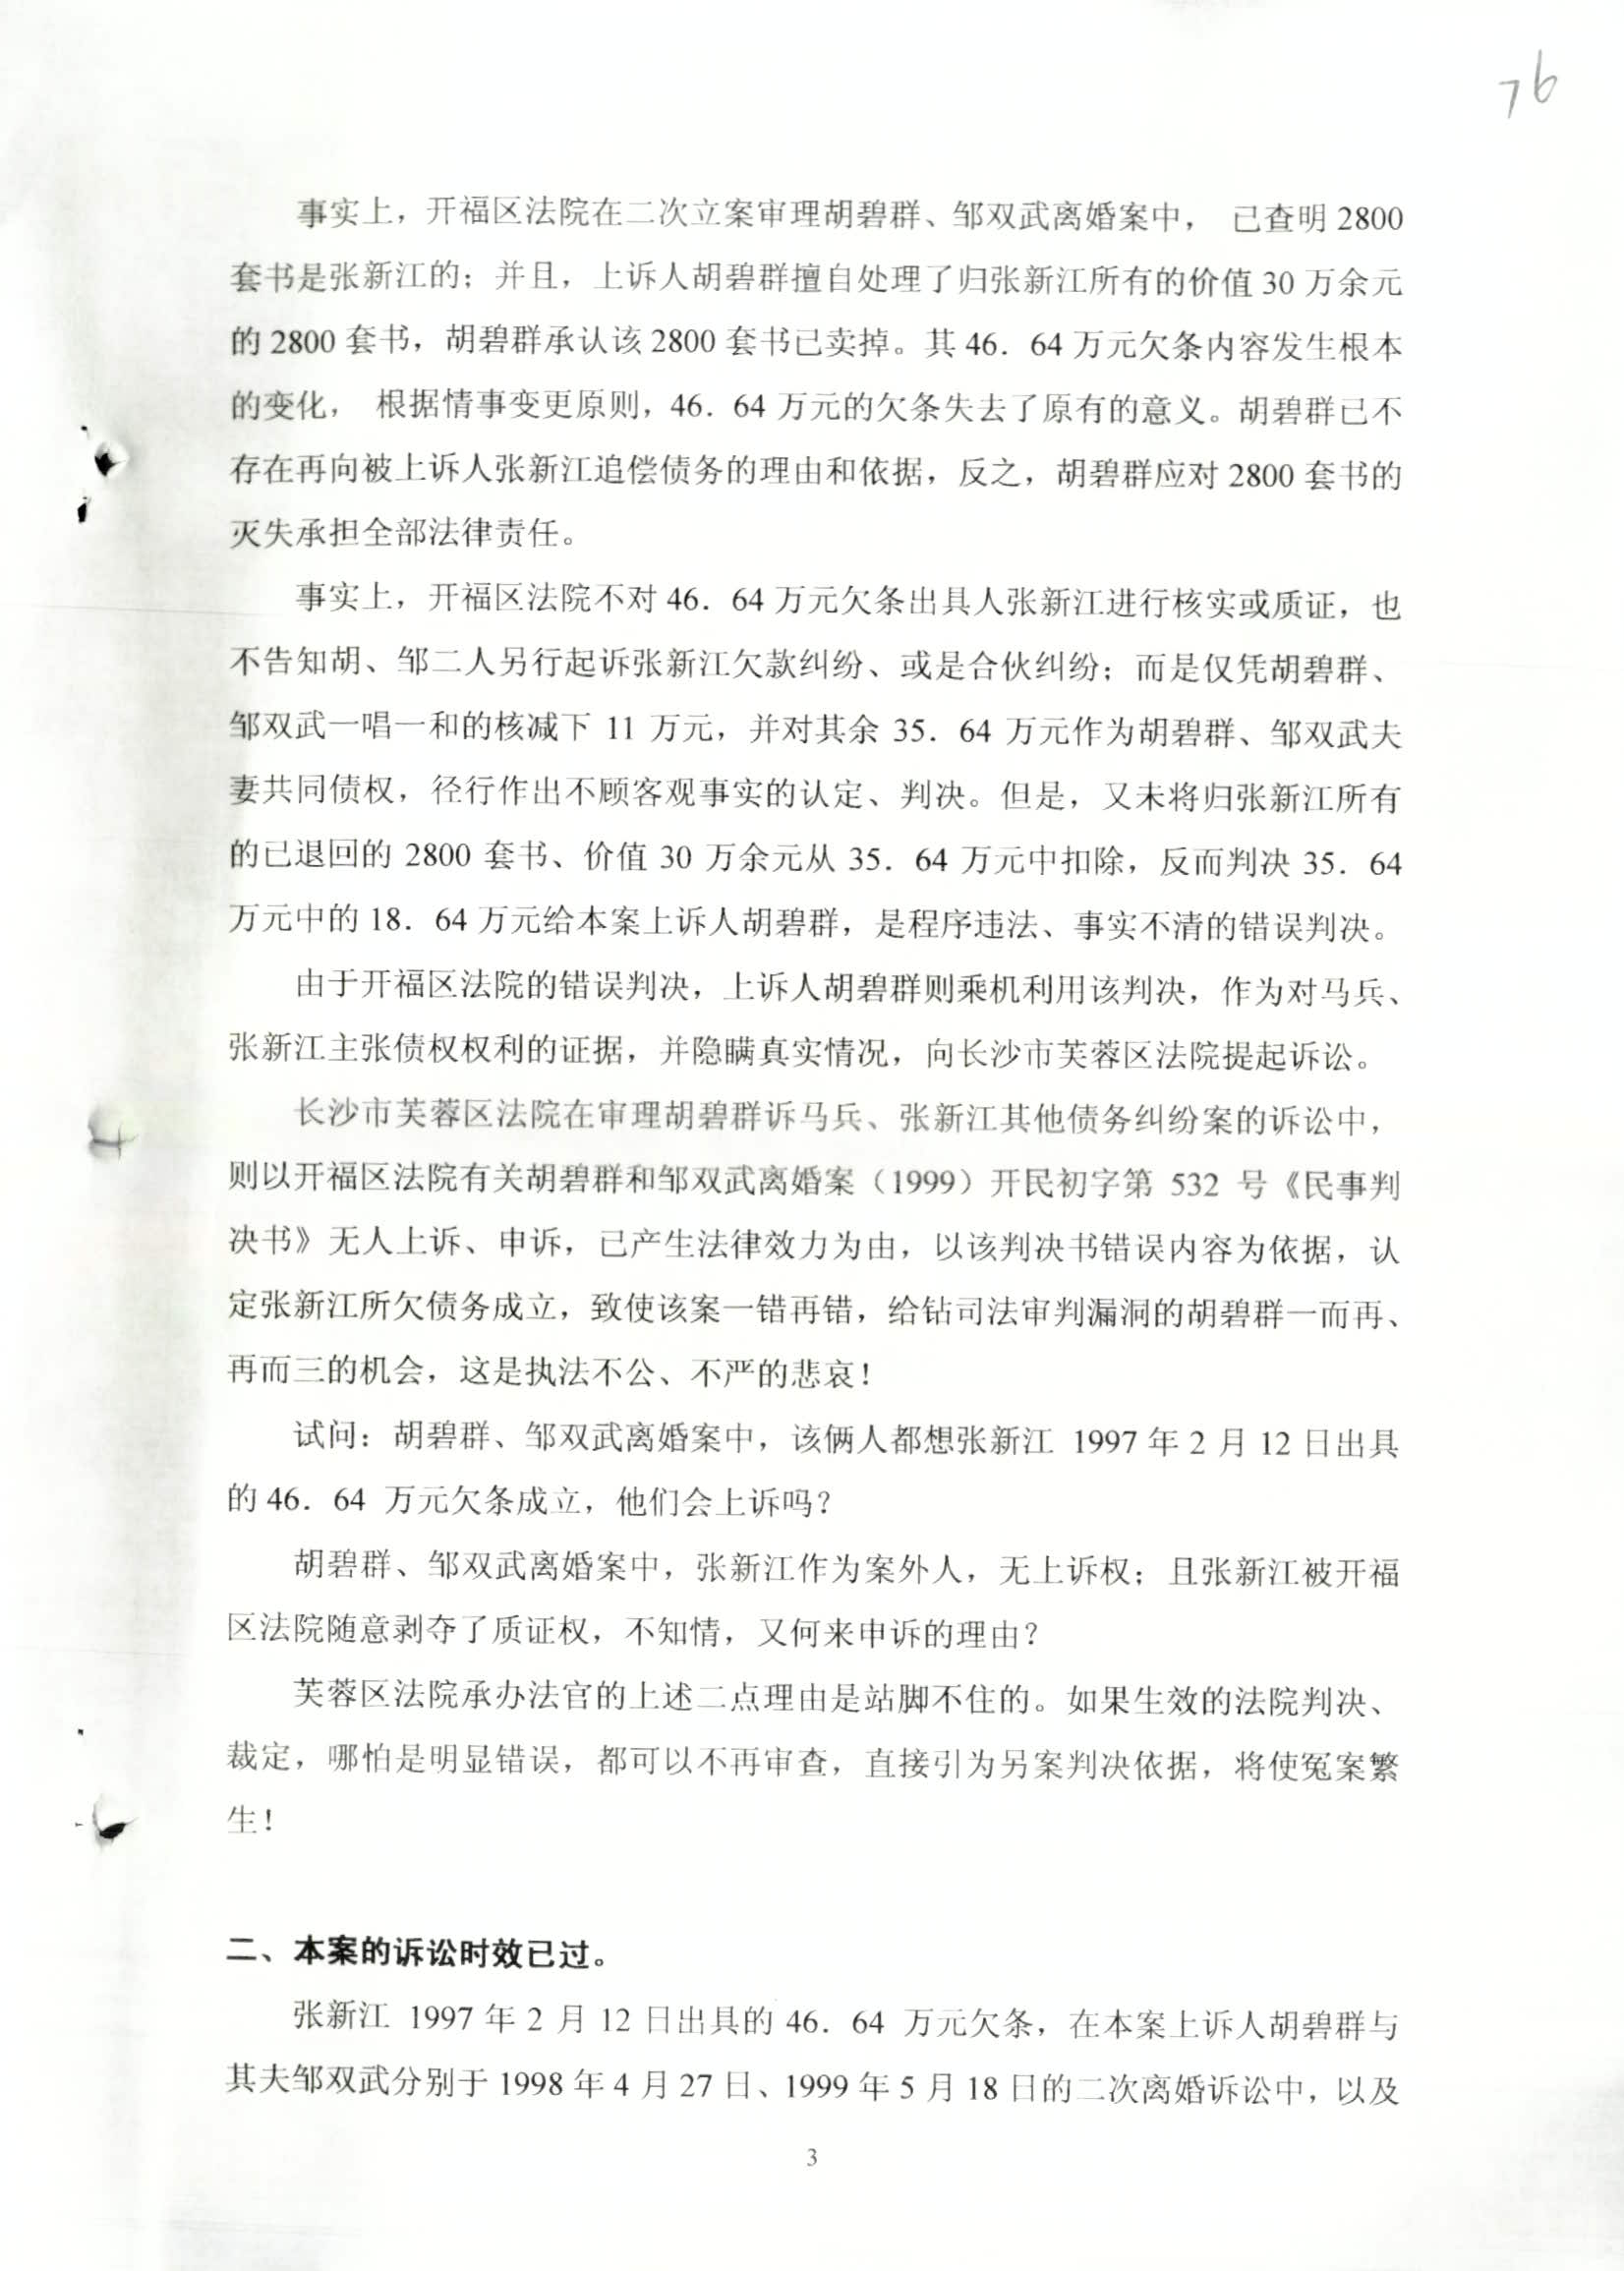 76
事实上，开福区法院在二次立案审理胡碧群、邹双武离婚案中， 已查明 2800
套书是张新江的；并且，上诉人胡碧群擅自处理了归张新江所有的价值 30 万余元
的 2800 套书，胡碧群承认该 2800 套书已卖掉。其 46．64 万元欠条内容发生根本
的变化， 根据情事变更原则，46．64 万元的欠条失去了原有的意义。胡碧群已不
存在再向被上诉人张新江追偿债务的理由和依据，反之，胡碧群应对 2800 套书的
灭失承担全部法律责任。
事实上，开福区法院不对 46．64 万元欠条出具人张新江进行核实或质证，也
不告知胡、邹二人另行起诉张新江欠款纠纷、或是合伙纠纷；而是仅凭胡碧群、
邹双武一唱一和的核减下 11 万元，并对其余 35．64 万元作为胡碧群、邹双武夫
妻共同债权，径行作出不顾客观事实的认定、判决。但是，又未将归张新江所有
的已退回的 2800 套书、价值 30 万余元从 35．64 万元中扣除，反而判决 35．64
万元中的 18．64 万元给本案上诉人胡碧群，是程序违法、事实不清的错误判决。
由于开福区法院的错误判决，上诉人胡碧群则乘机利用该判决，作为对马兵、
张新江主张债权权利的证据，并隐瞒真实情况，向长沙市芙蓉区法院提起诉讼。
长沙市芙蓉区法院在审理胡碧群诉马兵、张新江其他债务纠纷案的诉讼中，
则以开福区法院有关胡碧群和邹双武离婚案（1999）开民初字第 532 号《民事判
决书》无人上诉、申诉，已产生法律效力为由，以该判决书错误内容为依据，认
定张新江所欠债务成立，致使该案一错再错，给钻司法审判漏洞的胡碧群一而再、
再而三的机会，这是执法不公、不严的悲哀！
试问：胡碧群、邹双武离婚案中，该俩人都想张新江 1997 年 2 月 12 日出具
的 46．64 万元欠条成立，他们会上诉吗？
胡碧群、邹双武离婚案中，张新江作为案外人，无上诉权；且张新江被开福
区法院随意剥夺了质证权，不知情，又何来申诉的理由？
芙蓉区法院承办法官的上述二点理由是站脚不住的。如果生效的法院判决、
裁定，哪怕是明显错误，都可以不再审查，直接引为另案判决依据，将使冤案繁
生！
二、本案的诉讼时效已过。
张新江 1997 年 2 月 12 日出具的 46．64 万元欠条，在本案上诉人胡碧群与
其夫邹双武分别于 1998 年 4 月 27 日、1999 年 5 月 18 日的二次离婚诉讼中，以及
3